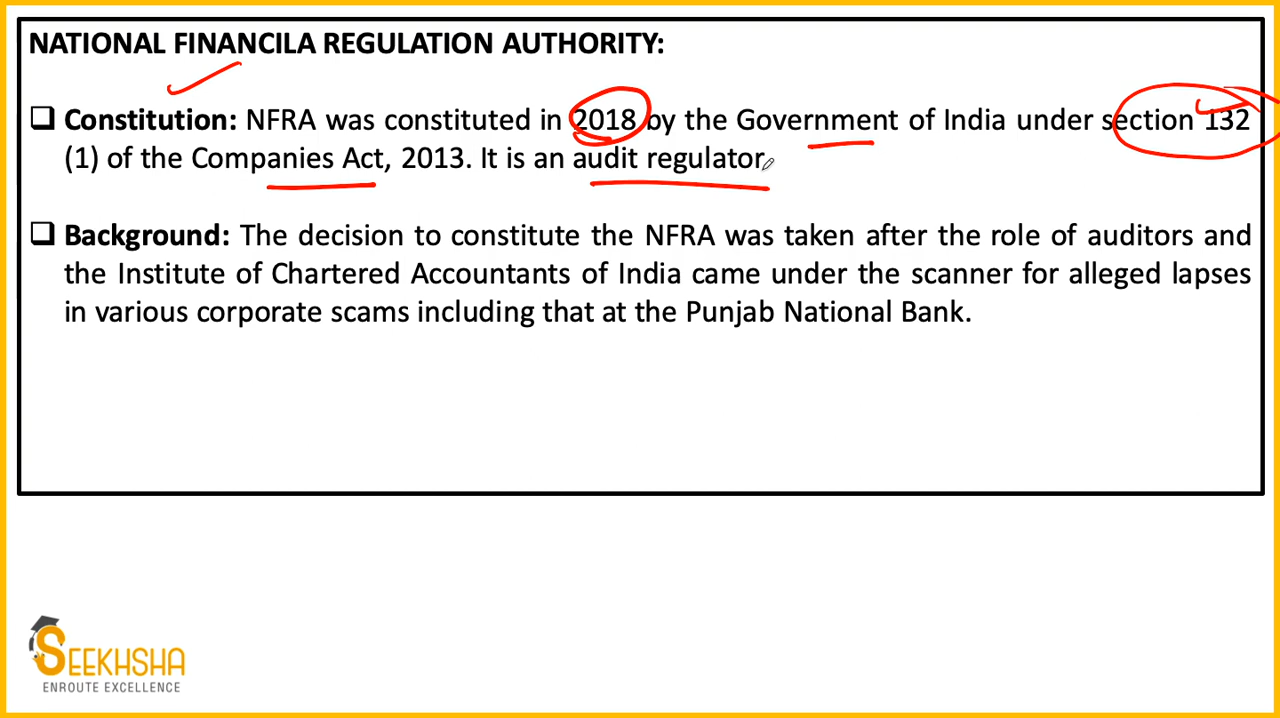 NATIONAL FINANCILA REGULATION AUTHORITY:
❑ Constitution: NFRA was constituted in 2018 by the Government of India under section 132
(1) of the Companies Act, 2013. It is an audit regulator.
❑ Background: The decision to constitute the NFRA was taken after the role of auditors and
the Institute of Chartered Accountants of India came under the scanner for alleged lapses
in various corporate scams including that at the Punjab National Bank.
SEEKHSHA
ENROUTE EXCELLENCE